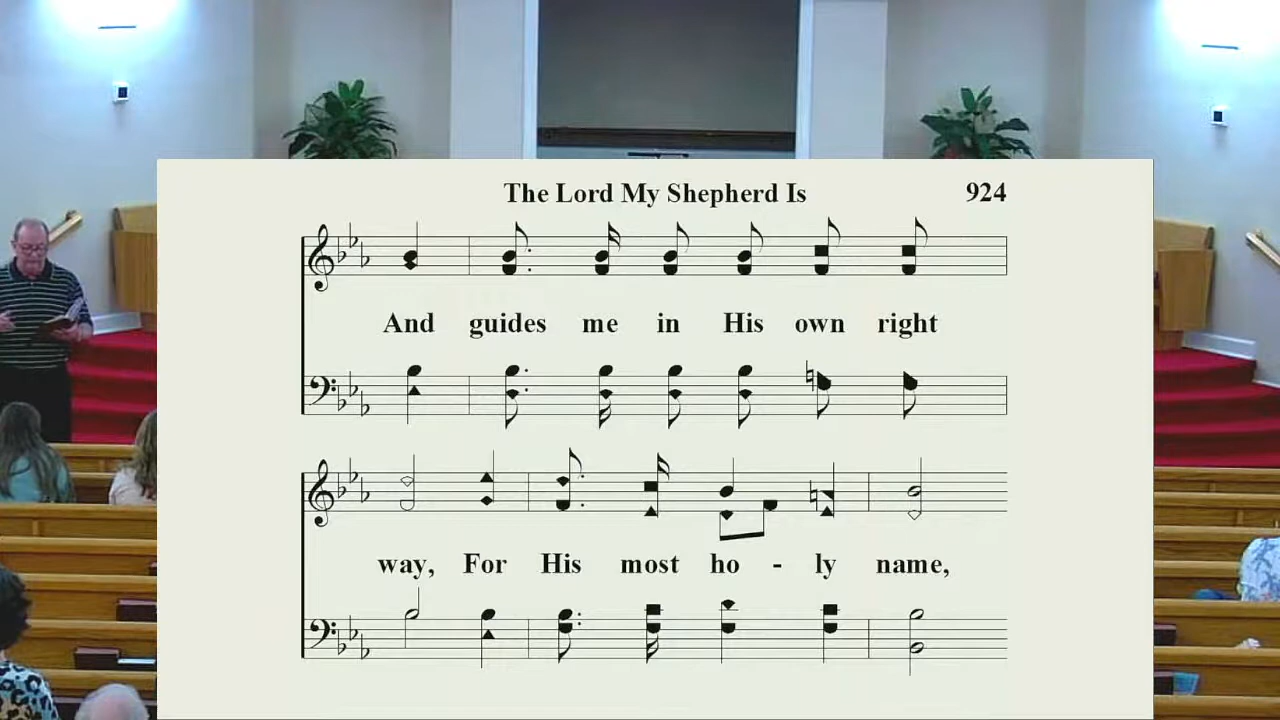 The Lord My Shepherd Is 924
And guides me in His own right
way, For His most ho - ly name,